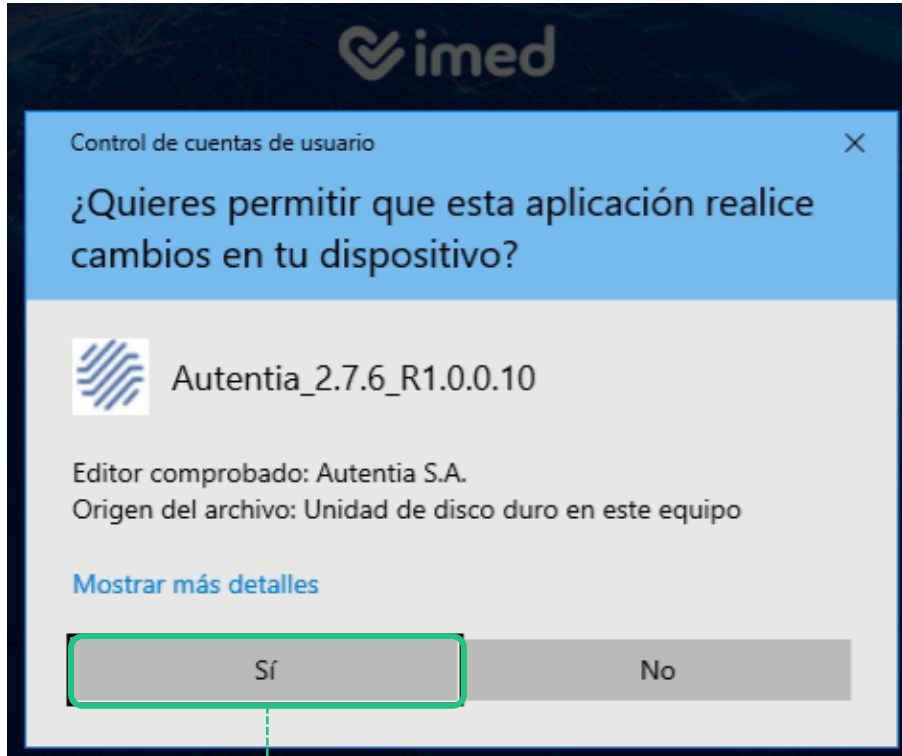 imed
Control de cuentas de usuario
¿Quieres permitir que esta aplicación realice
cambios en tu dispositivo?
Autentia_2.7.6_R1.0.0.10
Editor comprobado: Autentia S.A.
Origen del archivo: Unidad de disco duro en este equipo
Mostrar más detalles
Sí
No